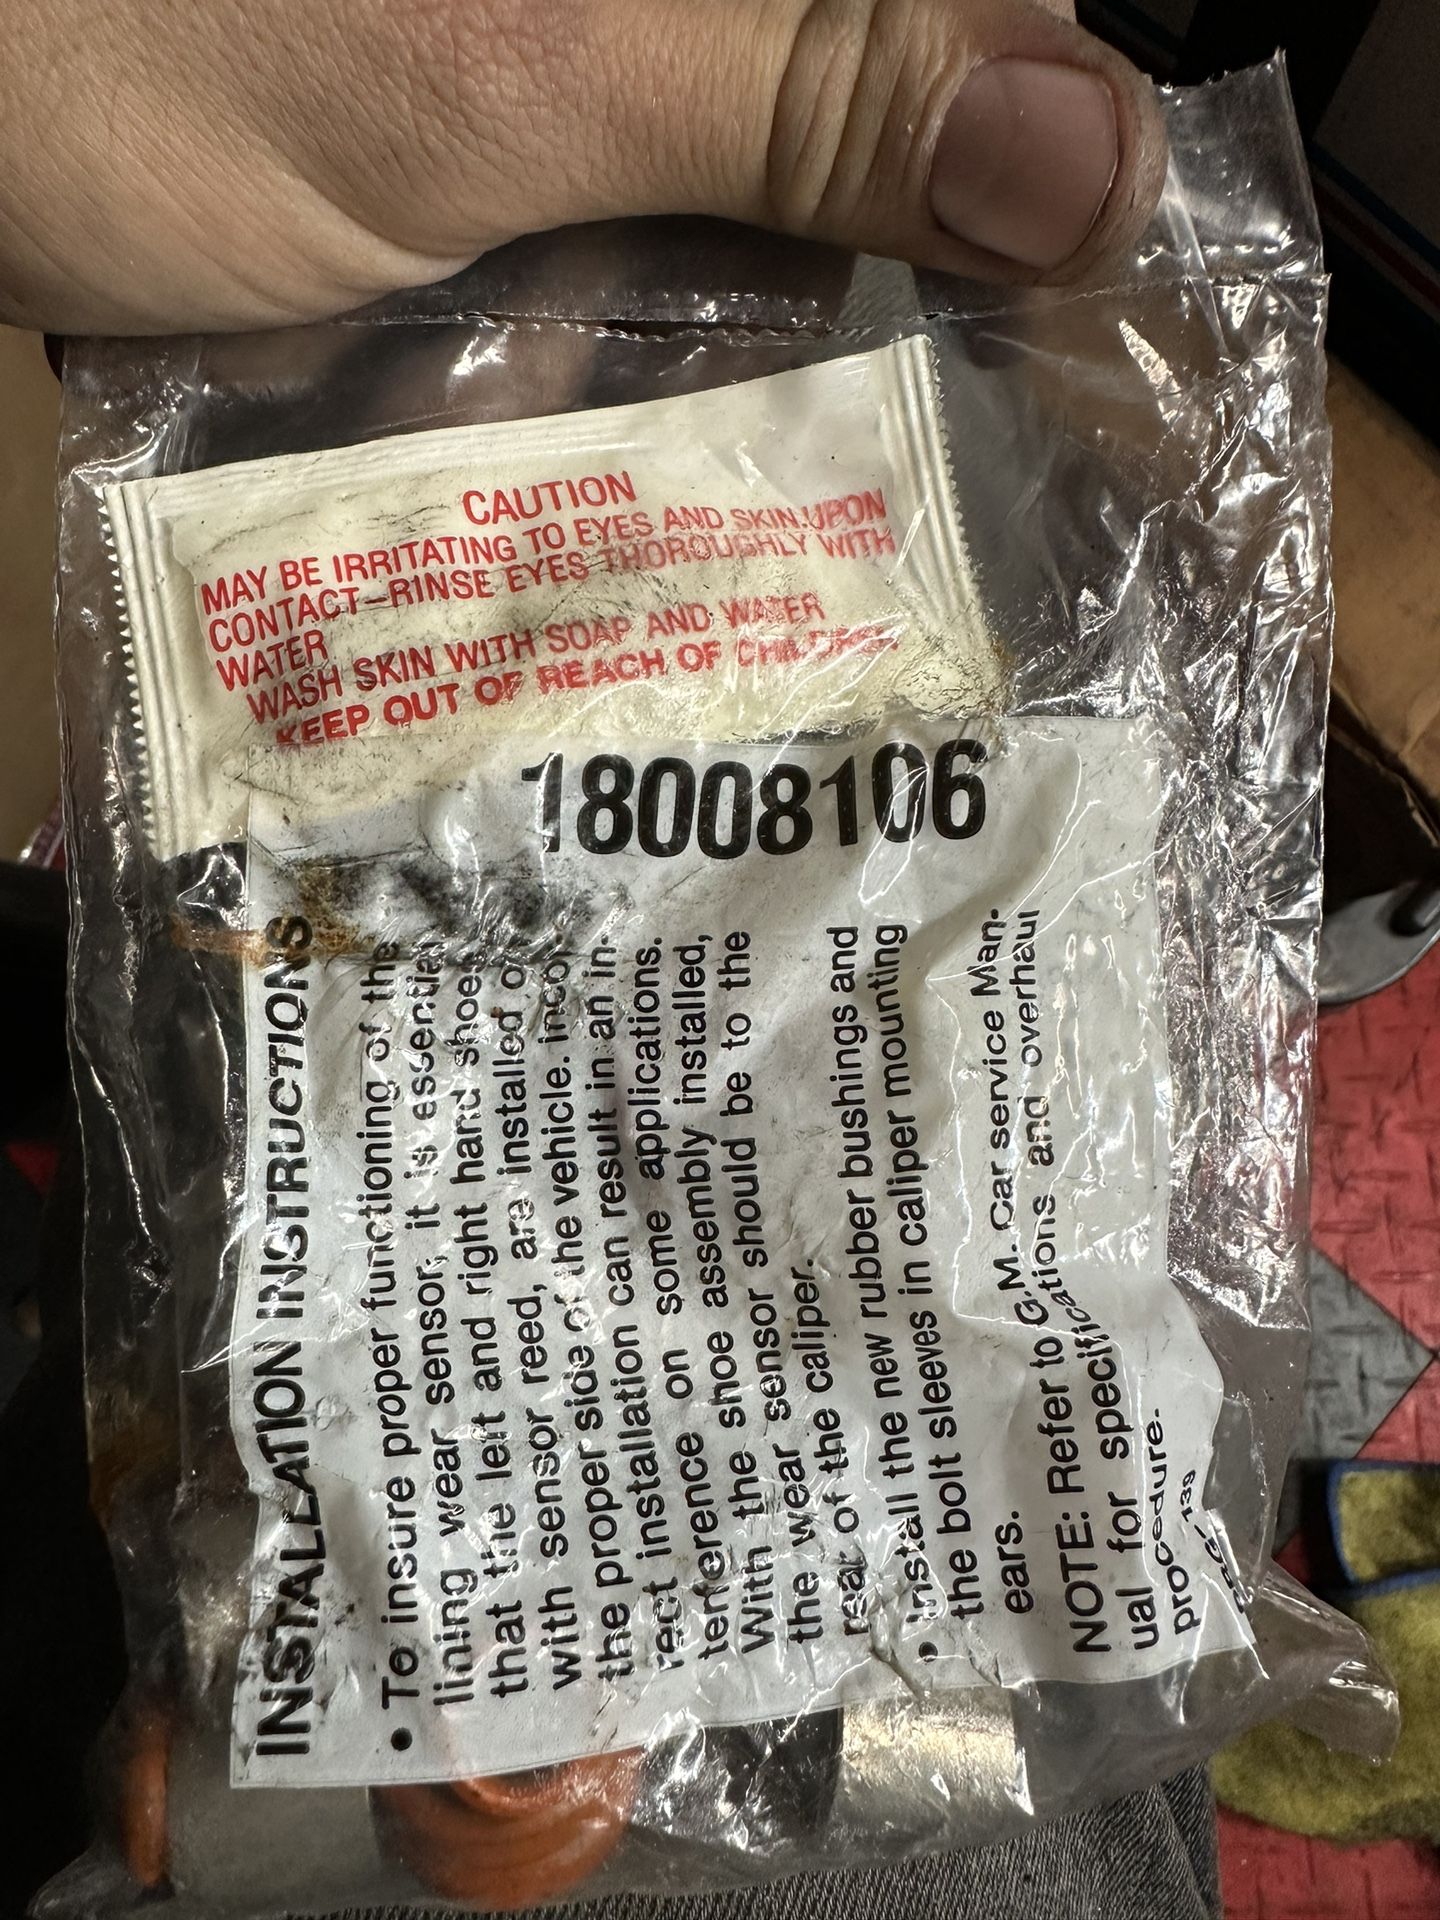 CAUTION
MAY BE IRRITATING TO EYES AND SKIN. UPON
CONTACT—RINSE EYES THOROUGHLY WITH
WATER
WASH SKIN WITH SOAP AND WATER
KEEP OUT OF REACH OF CHILDREN
18008106
INSTALLATION INSTRUCTIONS
• To insure proper functioning of the
lining wear sensor, it is essential
that the left and right hand shoes
with sensor reed, are installed
the proper side of the vehicle. incor
rect installation can result in an in-
terference on some applications.
With the shoe assembly installed,
the wear sensor should be to the
rear of the caliper.
• Install the new rubber bushings and
the bolt sleeves in caliper mounting
ears.
NOTE: Refer to G.M. Car service Man-
ual for specifications and overhaul
procedure.
139